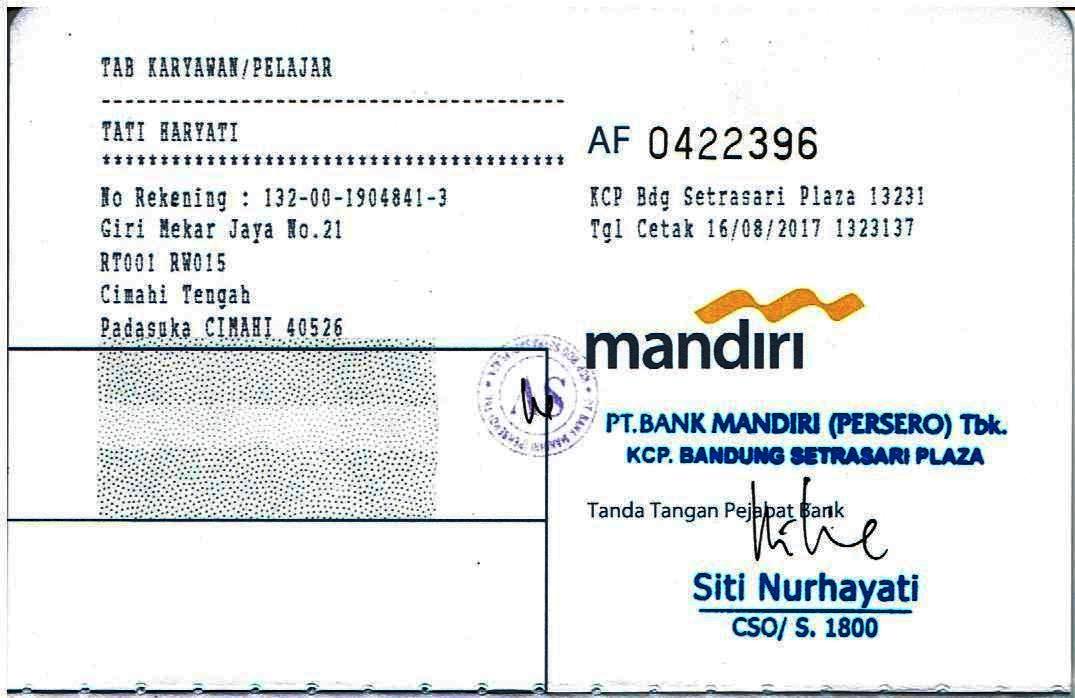 TAB KARYAWAN/PELAJAR
----------------------------------------
TATI HARYATI
****************************************
No Rekening : 132-00-1904841-3
Giri Mekar Jaya No.21
RT001 RW015
Cimahi Tengah
Padasuka CIMAHI 40526
AF 0422396
KCP Bdg Setrasari Plaza 13231
Tgl Cetak 16/08/2017 1323137
mandiri
PT.BANK MANDIRI (PERSERO) Tbk.
KCP. BANDUNG SETRASARI PLAZA
Tanda Tangan Pejabat Bank
Siti Nurhayati
CSO/ S. 1800